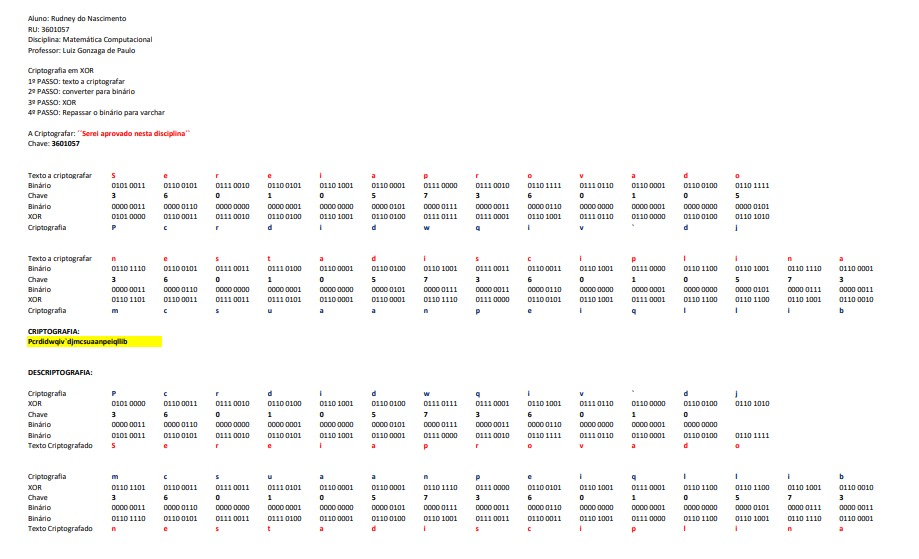 Aluno: Rudney do Nascimento
RU: 3601057
Disciplina: Matemática Computacional
Professor: Luiz Gonzaga de Paulo
Criptografia em XOR
1º PASSO: texto a criptografar
2º PASSO: converter para binário
3º PASSO: XOR
4º PASSO: Repassar o binário para varchar
A Criptografar: ``Serei aprovado nesta disciplina``
Chave: 3601057
Texto a criptografar S e r e i a p r o v a d o
Binário 0101 0011 0110 0101 0111 0010 0110 0101 0110 1001 0110 0001 0111 0000 0111 0010 0110 1111 0111 0110 0110 0001 0110 0100 0110 1111
Chave 3 6 0 1 0 5 7 3 6 0 1 0 5
Binário 0000 0011 0000 0110 0000 0000 0000 0001 0000 0000 0000 0101 0000 0111 0000 0011 0000 0110 0000 0000 0000 0001 0000 0000 0000 0101
XOR 0101 0000 0110 0011 0111 0010 0110 0100 0110 1001 0110 0100 0111 0111 0111 0001 0110 1001 0111 0110 0110 0000 0110 0100 0110 1010
Criptografia P c r d i d w q i v ` d j
Texto a criptografar n e s t a d i s c i p l i n a
Binário 0110 1110 0110 0101 0111 0011 0111 0100 0110 0001 0110 0100 0110 1001 0111 0011 0110 0011 0110 1001 0111 0000 0110 1100 0110 1001 0110 1110 0110 0001
Chave 3 6 0 1 0 5 7 3 6 0 1 0 5 7 3
Binário 0000 0011 0000 0110 0000 0000 0000 0001 0000 0000 0000 0101 0000 0111 0000 0011 0000 0110 0000 0000 0000 0001 0000 0000 0000 0101 0000 0111 0000 0011
XOR 0110 1101 0110 0011 0111 0011 0111 0101 0110 0001 0110 0001 0110 1110 0111 0000 0110 0101 0110 1001 0111 0001 0110 1100 0110 1100 0110 1001 0110 0010
Criptografia m c s u a a n p e i q l l i b
CRIPTOGRAFIA:
Pcrdidwqiv`djmcsuaanpeiqllib
DESCRIPTOGRAFIA:
Criptografia P c r d i d w q i v ` d j
XOR 0101 0000 0110 0011 0111 0010 0110 0100 0110 1001 0110 0100 0111 0111 0111 0001 0110 1001 0111 0110 0110 0000 0110 0100 0110 1010
Chave 3 6 0 1 0 5 7 3 6 0 1 0
Binário 0000 0011 0000 0110 0000 0000 0000 0001 0000 0000 0000 0101 0000 0111 0000 0011 0000 0110 0000 0000 0000 0001 0000 0000
Binário 0101 0011 0110 0101 0111 0010 0110 0101 0110 1001 0110 0001 0111 0000 0111 0010 0110 1111 0111 0110 0110 0001 0110 0100 0110 1111
Texto Criptografado S e r e i a p r o v a d o
Criptografia m c s u a a n p e i q l l i b
XOR 0110 1101 0110 0011 0111 0011 0111 0101 0110 0001 0110 0001 0110 1110 0111 0000 0110 0101 0110 1001 0111 0001 0110 1100 0110 1100 0110 1001 0110 0010
Chave 3 6 0 1 0 5 7 3 6 0 1 0 5 7 3
Binário 0000 0011 0000 0110 0000 0000 0000 0001 0000 0000 0000 0101 0000 0111 0000 0011 0000 0110 0000 0000 0000 0001 0000 0000 0000 0101 0000 0111 0000 0011
Binário 0110 1110 0110 0101 0111 0011 0111 0100 0110 0001 0110 0100 0110 1001 0111 0011 0110 0011 0110 1001 0111 0000 0110 1100 0110 1001 0110 1110 0110 0001
Texto Criptografado n e s t a d i s c i p l i n a